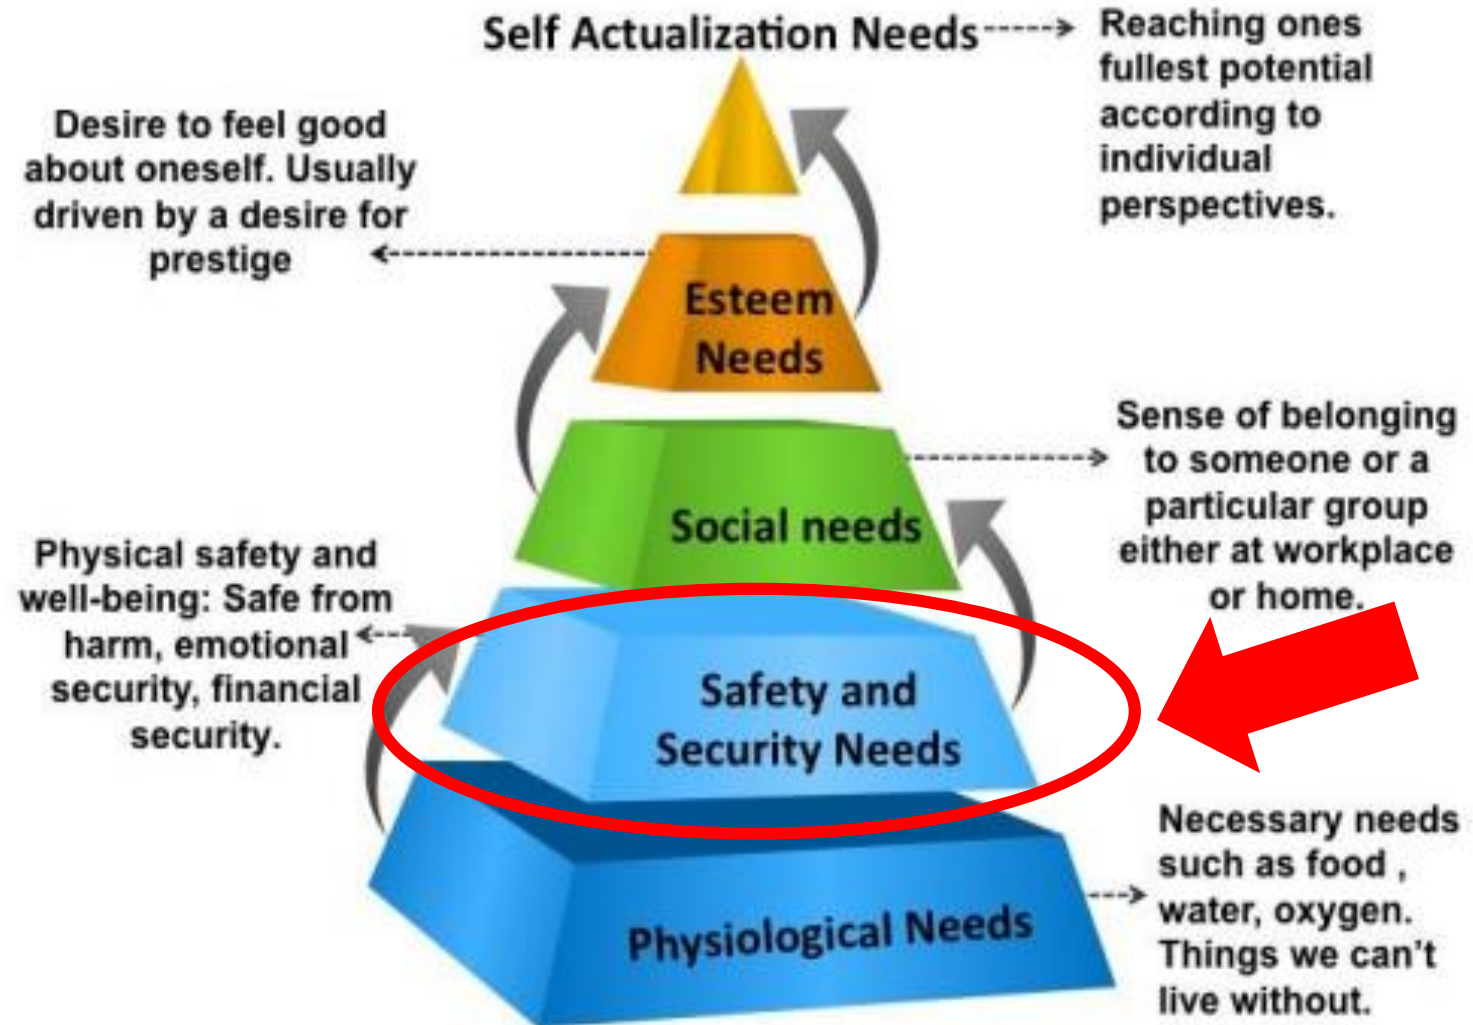 Self Actualization Needs
Reaching ones
fullest potential
according to
individual
perspectives.
Desire to feel good
about oneself. Usually
driven by a desire for
prestige
Esteem
Needs
Sense of belonging
to someone or a
particular group
either at workplace
or home.
Social needs
Physical safety and
well-being: Safe from
harm, emotional
security, financial
security.
Safety and
Security Needs
Necessary needs
such as food ,
water, oxygen.
Things we can't
live without.
Physiological Needs